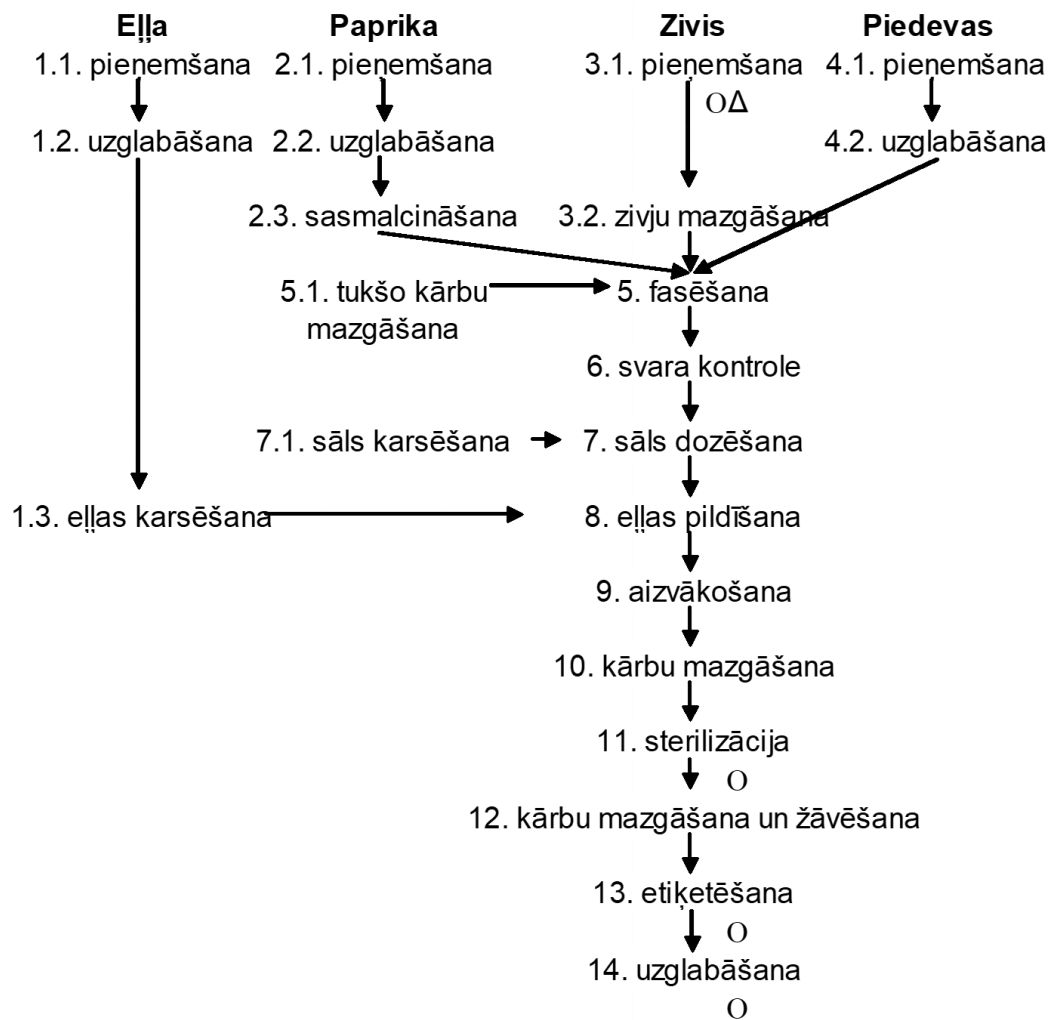 Eļļa Paprika Zivis Piedevas
1.1. pieņemšana 2.1. pieņemšana 3.1. pieņemšana 4.1. pieņemšana
OΔ
1.2. uzglabāšana 2.2. uzglabāšana 4.2. uzglabāšana
2.3. sasmalcināšana 3.2. zivju mazgāšana
5.1. tukšo kārbu 5. fasēšana
mazgāšana
6. svara kontrole
7.1. sāls karsēšana 7. sāls dozēšana
1.3. eļļas karsēšana 8. eļļas pildīšana
9. aizvākošana
10. kārbu mazgāšana
11. sterilizācija
O
12. kārbu mazgāšana un žāvēšana
13. etiķetēšana
O
14. uzglabāšana
O